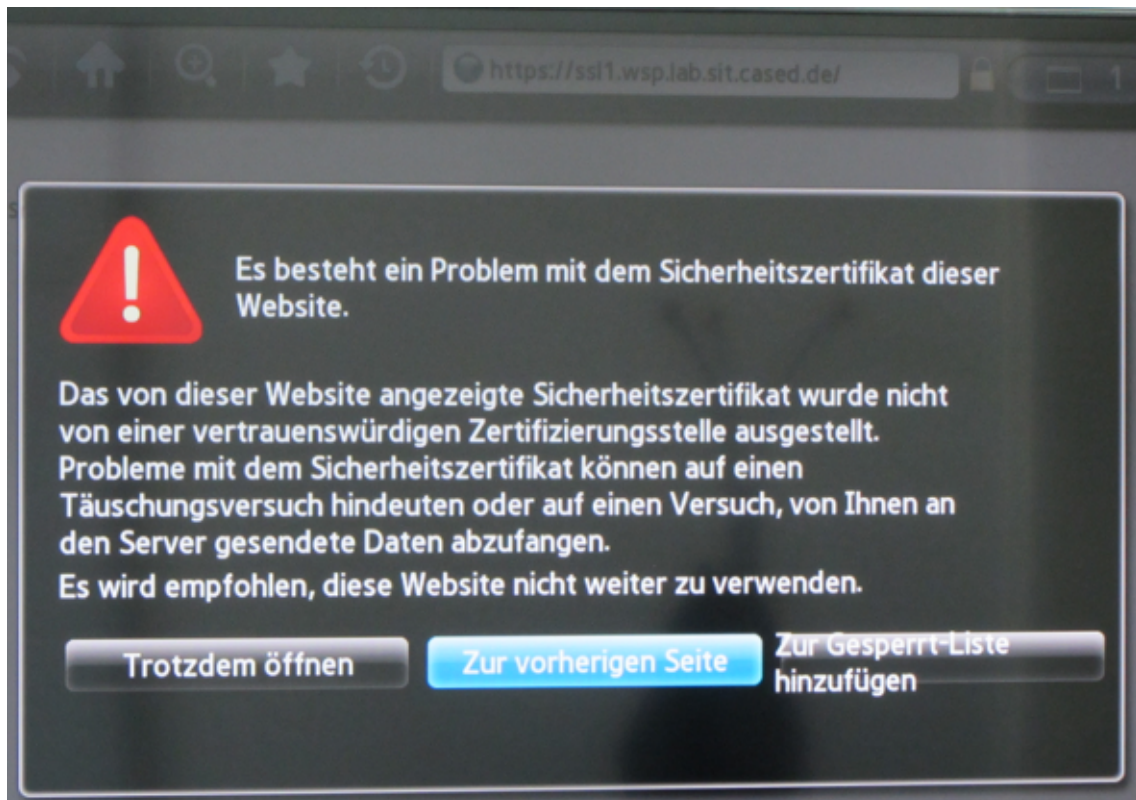 https://ssl1.wsp.lab.sit.cased.de/
1
Es besteht ein Problem mit dem Sicherheitszertifikat dieser
Website.
Das von dieser Website angezeigte Sicherheitszertifikat wurde nicht
von einer vertrauenswürdigen Zertifizierungsstelle ausgestellt.
Probleme mit dem Sicherheitszertifikat können auf einen
Täuschungsversuch hindeuten oder auf einen Versuch, von Ihnen an
den Server gesendete Daten abzufangen.
Es wird empfohlen, diese Website nicht weiter zu verwenden.
Trotzdem öffnen
Zur vorherigen Seite
Zur Gesperrt-Liste
hinzufügen